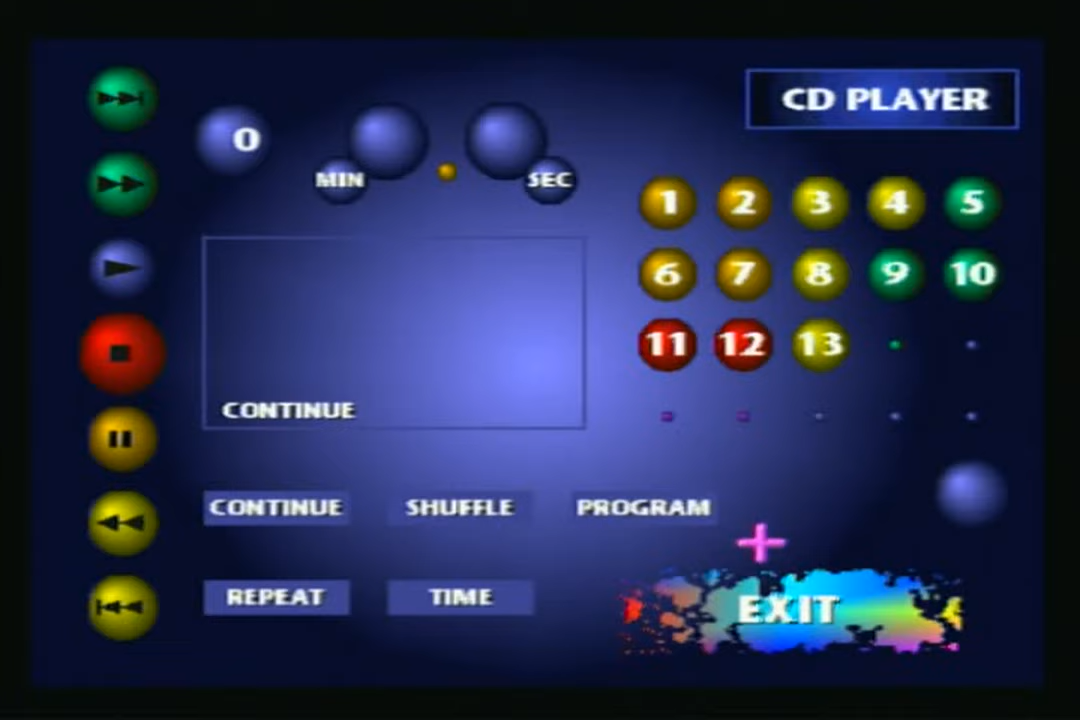 CD PLAYER
0
MIN
SEC
1 2 3 4 5
6 7 8 9 10
11 12 13
CONTINUE
CONTINUE SHUFFLE PROGRAM
REPEAT TIME
EXIT